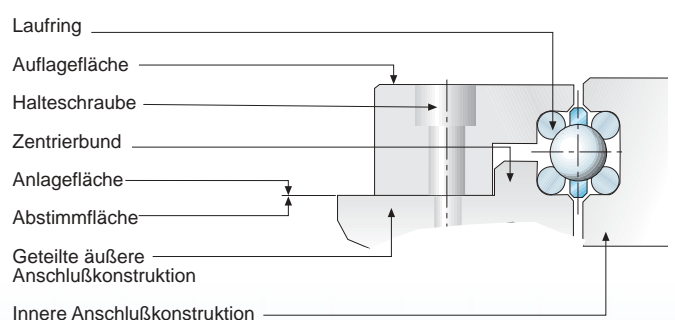 Laufring
Auflagefläche
Halteschraube
Zentrierbund
Anlagefläche
Abstimmfläche
Geteilte äußere
Anschlußkonstruktion
Innere Anschlußkonstruktion